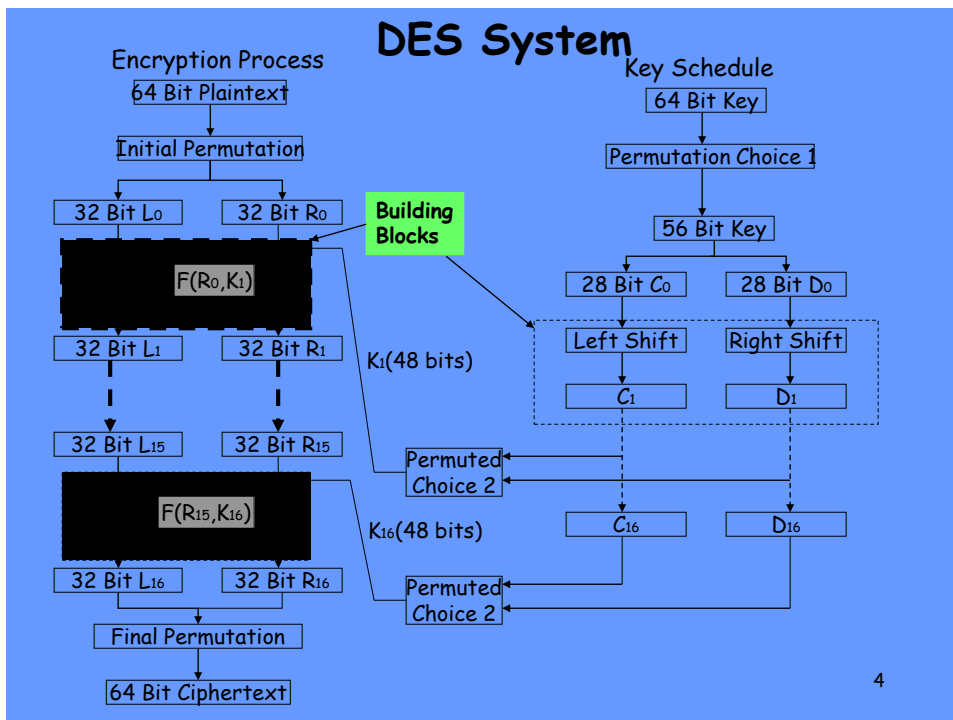 DES System
Encryption Process
64 Bit Plaintext
Initial Permutation
32 Bit L0
32 Bit R0
F(R0,K1)
32 Bit L1
32 Bit R1
32 Bit L15
32 Bit R15
F(R15,K16)
32 Bit L16
32 Bit R16
Final Permutation
64 Bit Ciphertext
Building
Blocks
K1(48 bits)
K16(48 bits)
Key Schedule
64 Bit Key
Permutation Choice 1
56 Bit Key
28 Bit C0
28 Bit D0
Left Shift
Right Shift
C1
D1
Permuted
Choice 2
C16
D16
Permuted
Choice 2
4